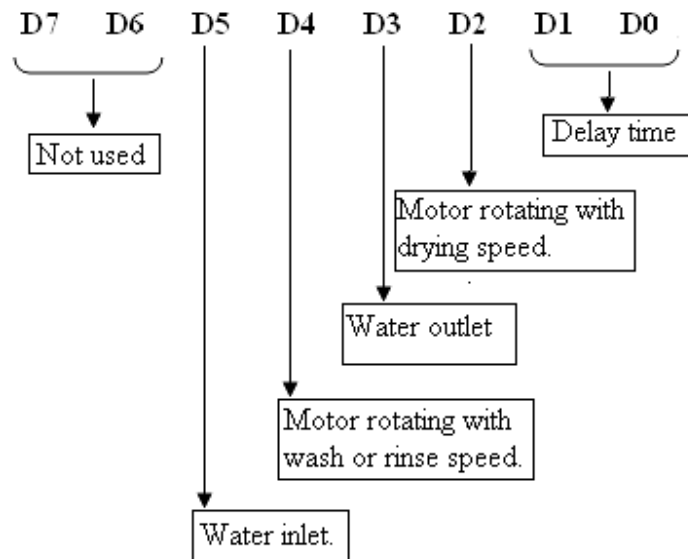 D7 D6 D5 D4 D3 D2 D1 D0
Not used
Delay time
Motor rotating with
drying speed.
Water outlet
Motor rotating with
wash or rinse speed.
Water inlet.